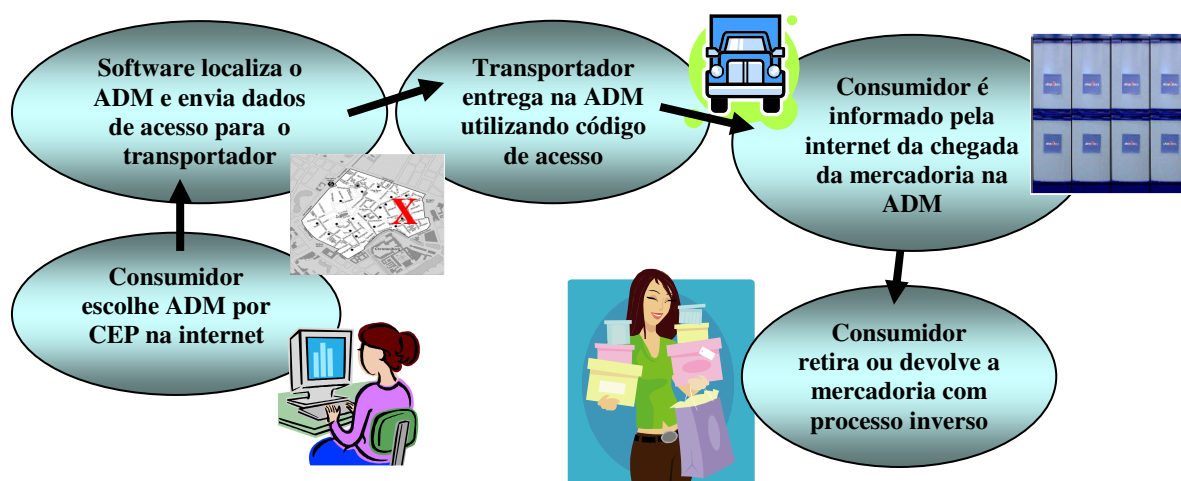 Consumidor
escolhe ADM por
CEP na internet
Software localiza o
ADM e envia dados
de acesso para o
transportador
X
Transportador
entrega na ADM
utilizando código
de acesso
Consumidor é
informado pela
internet da chegada
da mercadoria na
ADM
Consumidor
retira ou devolve a
mercadoria com
processo inverso